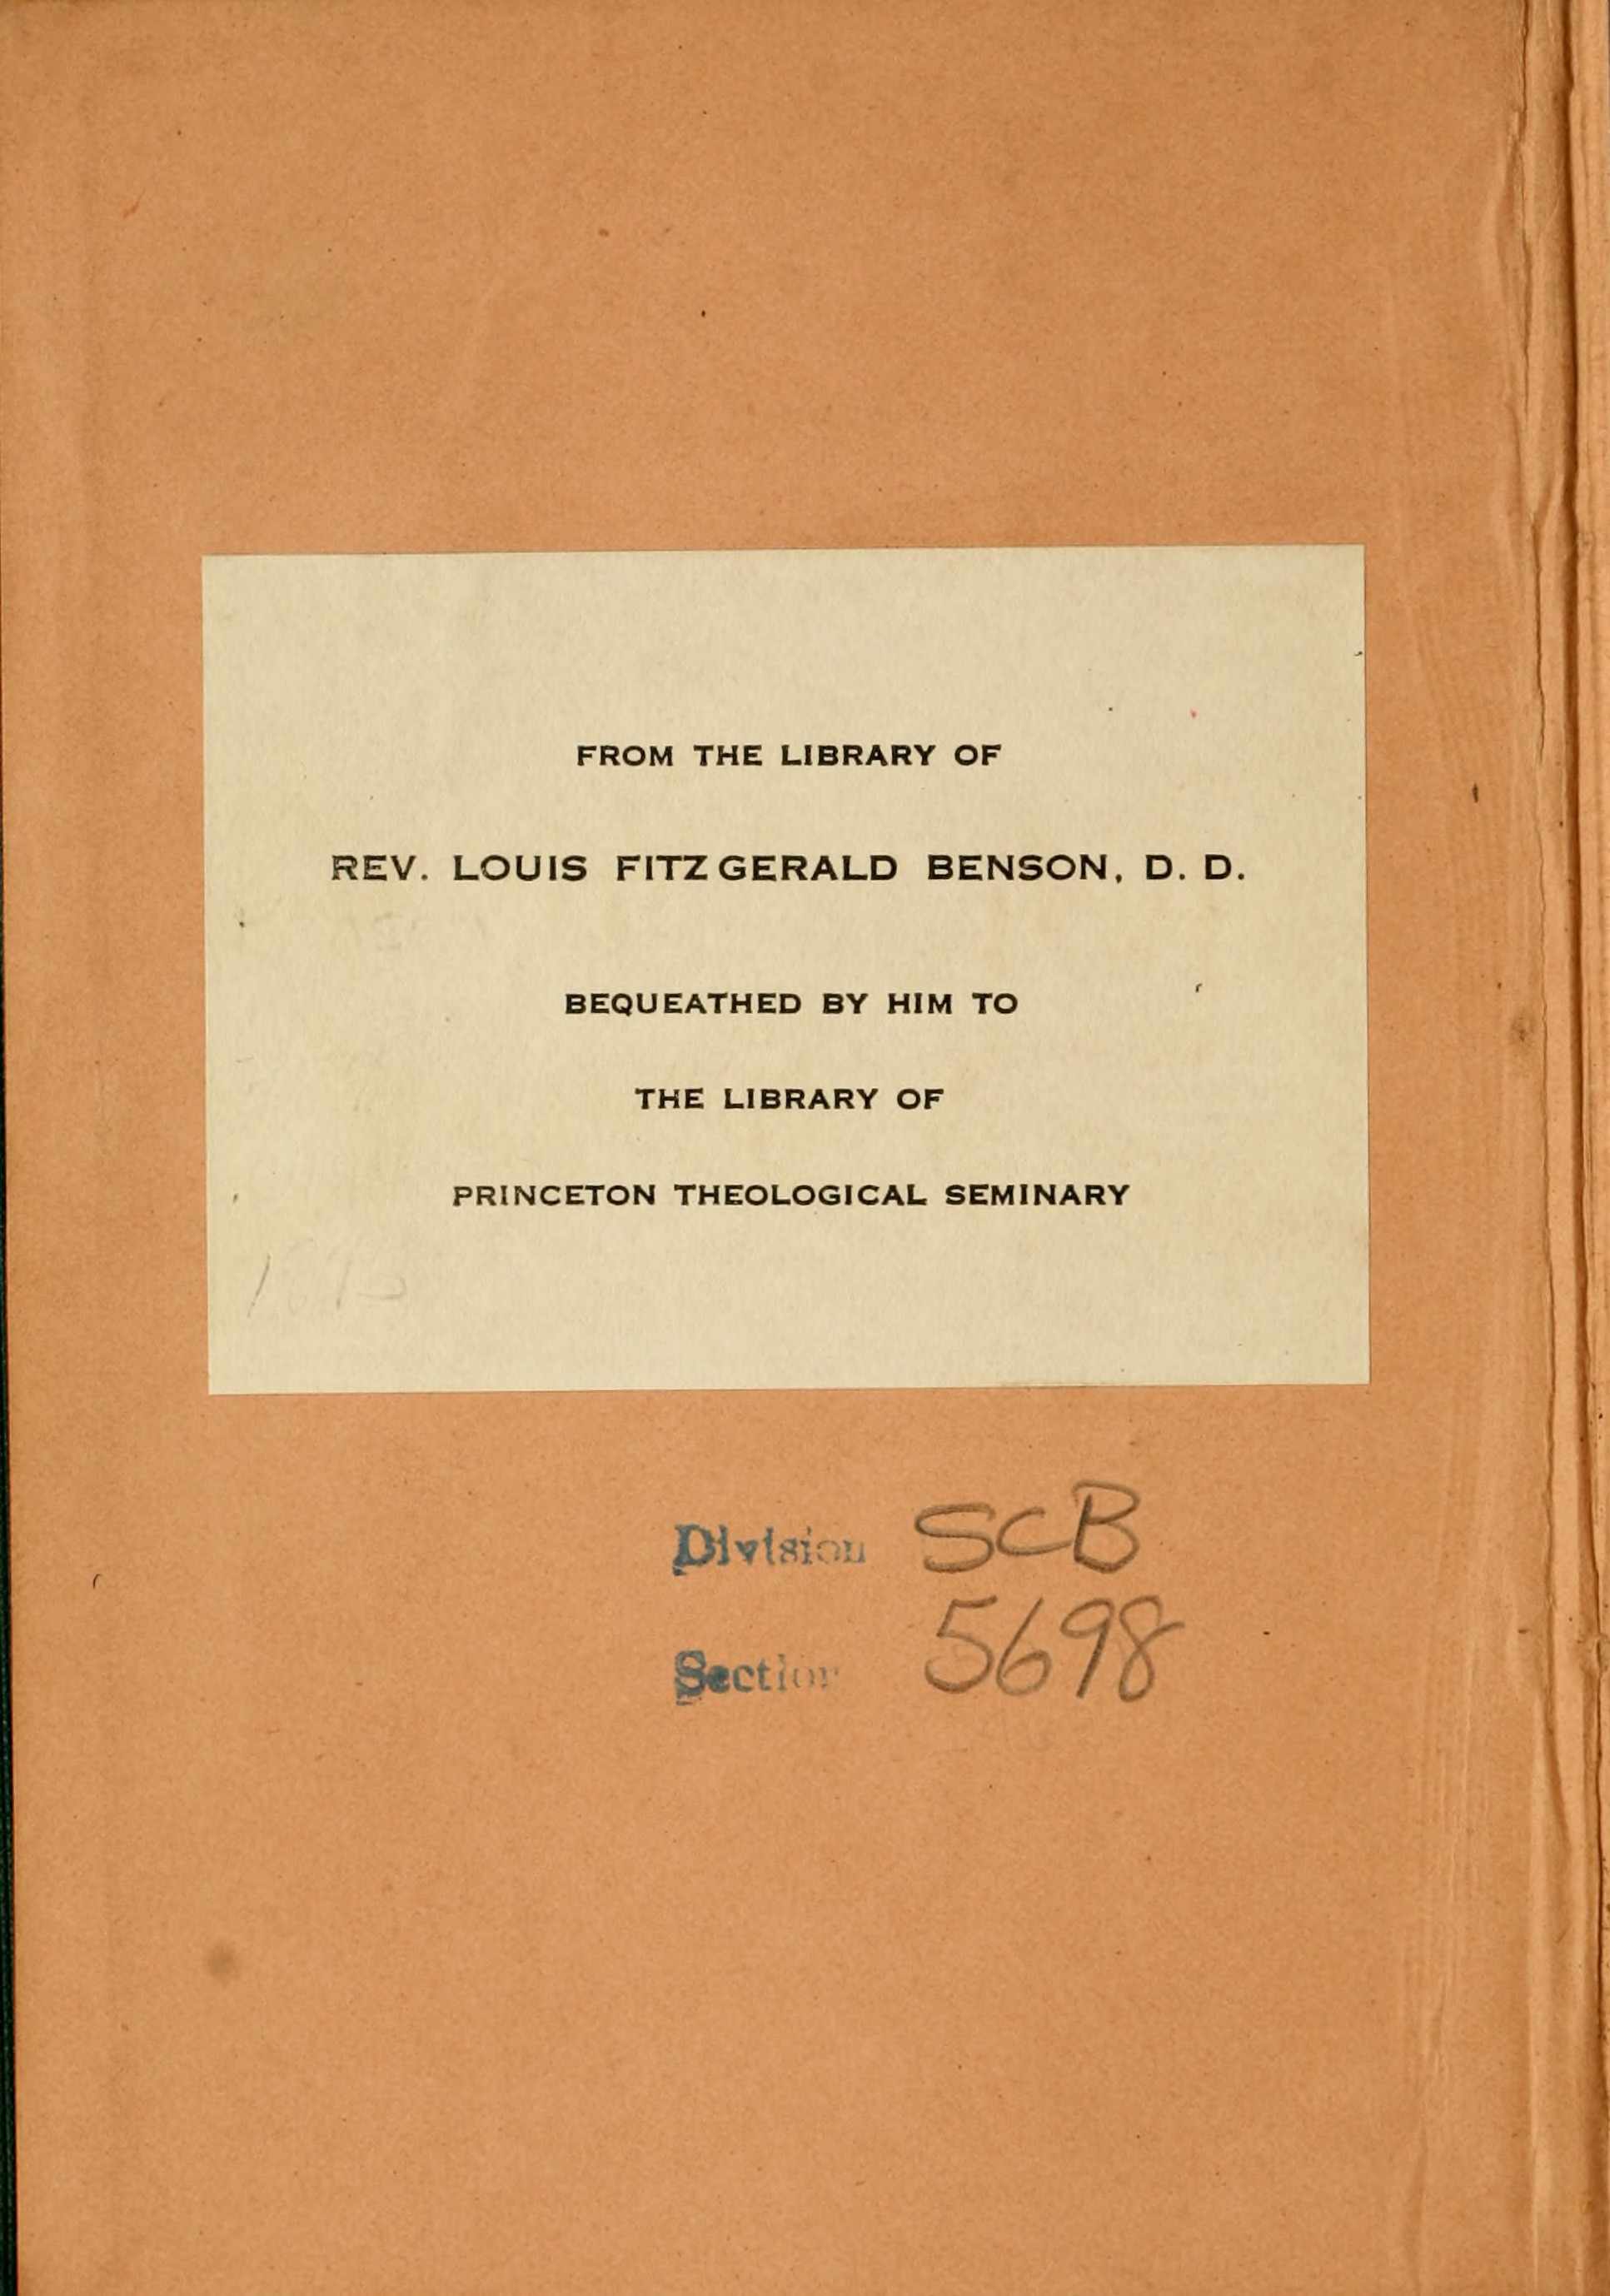 FROM THE LIBRARY OF
REV. LOUIS FITZGERALD BENSON, D. D.
BEQUEATHED BY HIM TO
THE LIBRARY OF
PRINCETON THEOLOGICAL SEMINARY
Division SCB
Section 5698